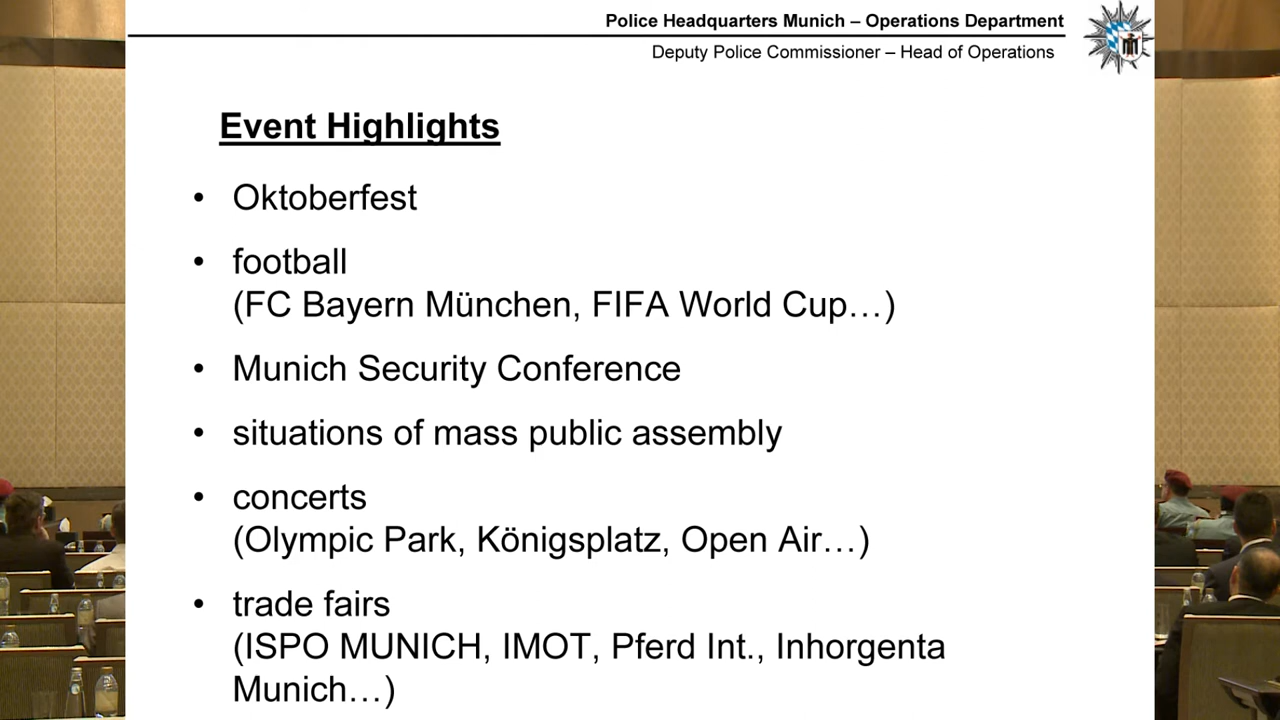 Police Headquarters Munich – Operations Department
Deputy Police Commissioner – Head of Operations
Event Highlights
• Oktoberfest
• football
(FC Bayern München, FIFA World Cup…)
• Munich Security Conference
• situations of mass public assembly
• concerts
(Olympic Park, Königsplatz, Open Air…)
• trade fairs
(ISPO MUNICH, IMOT, Pferd Int., Inhorgenta
Munich…)